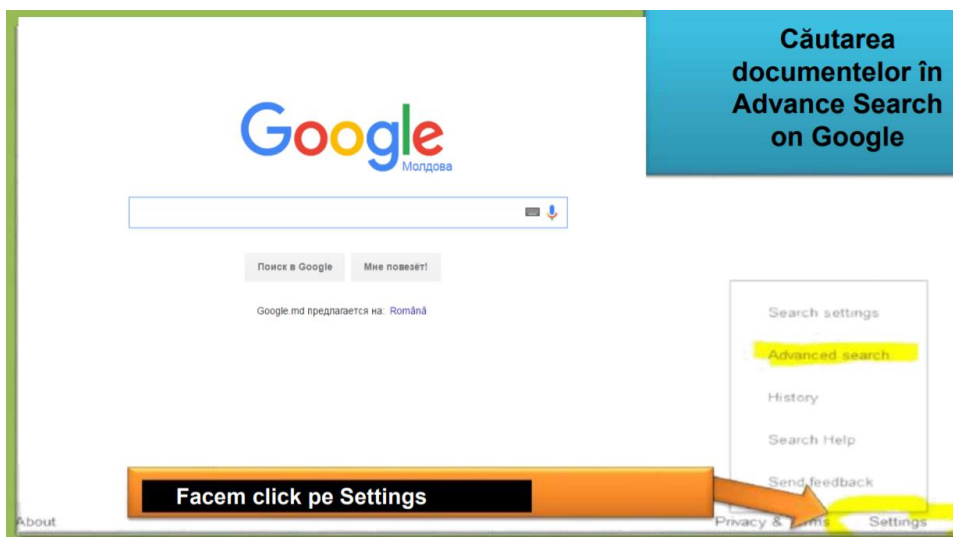 Căutarea
documentelor în
Advance Search
on Google
Google
Молдова
Поиск в Google
Мне повезёт!
Google.md предлагается на: Română
Search settings
Advanced search
History
Search Help
Send feedback
Facem click pe Settings
About
Privacy & Terms
Settings